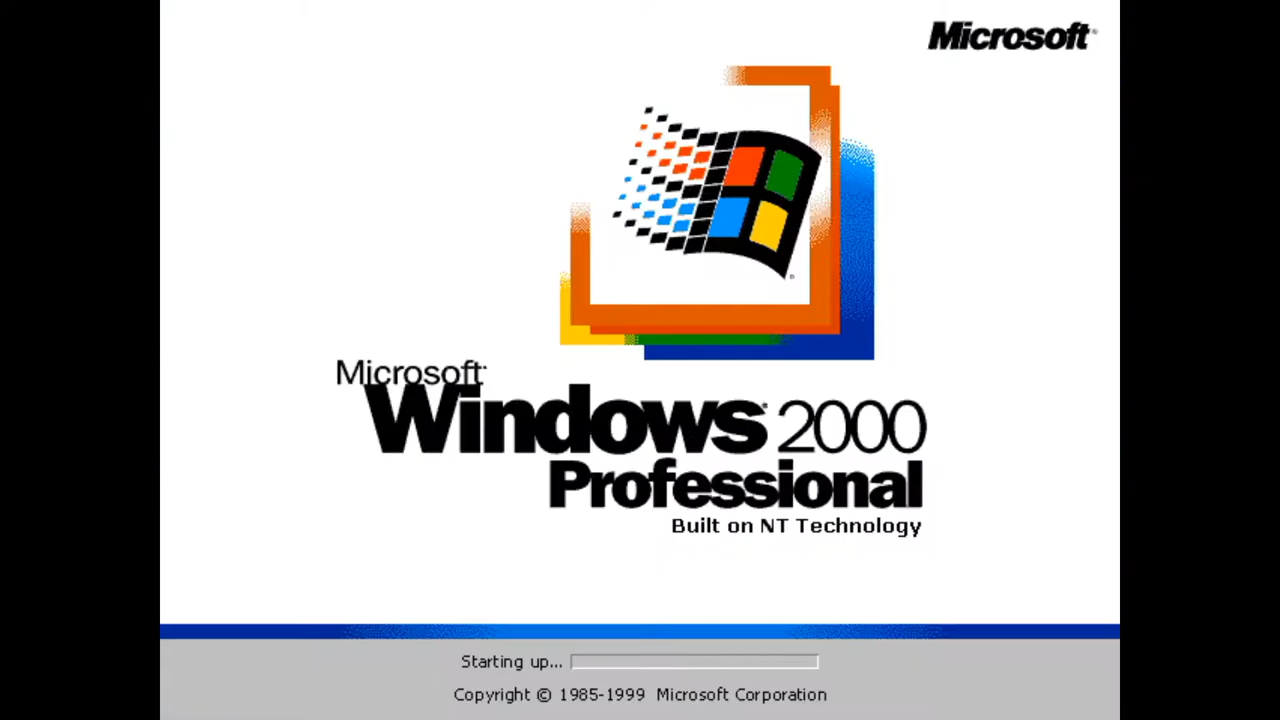 Microsoft
Microsoft
Windows 2000
Professional
Built on NT Technology
Starting up...
Copyright © 1985-1999 Microsoft Corporation